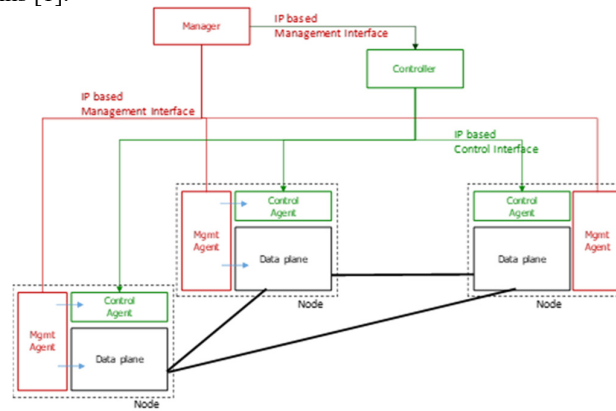 [6].
Manager
IP based
Management Interface
Controller
IP based
Management Interface
IP based
Control Interface
Control
Agent
Mgmt
Agent
Data plane
Node
Control
Agent
Data plane
Mgmt
Agent
Node
Mgmt
Agent
Control
Agent
Data plane
Node